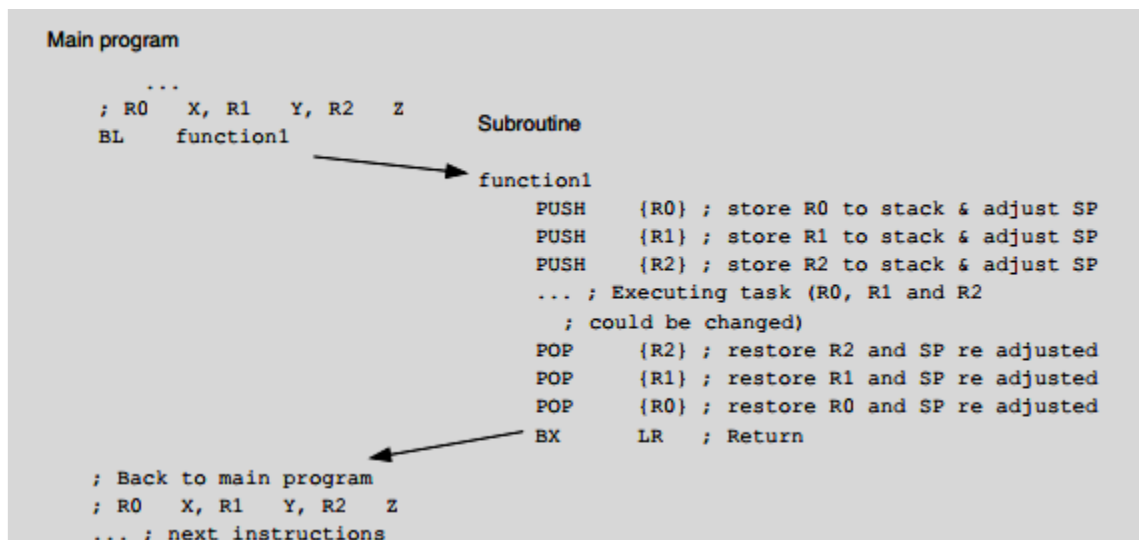 Main program
...
; R0 X, R1 Y, R2 Z
BL function1
Subroutine
function1
PUSH {R0} ; store R0 to stack & adjust SP
PUSH {R1} ; store R1 to stack & adjust SP
PUSH {R2} ; store R2 to stack & adjust SP
... ; Executing task (R0, R1 and R2
; could be changed)
POP {R2} ; restore R2 and SP re adjusted
POP {R1} ; restore R1 and SP re adjusted
POP {R0} ; restore R0 and SP re adjusted
BX LR ; Return
; Back to main program
; R0 X, R1 Y, R2 Z
... ; next instructions